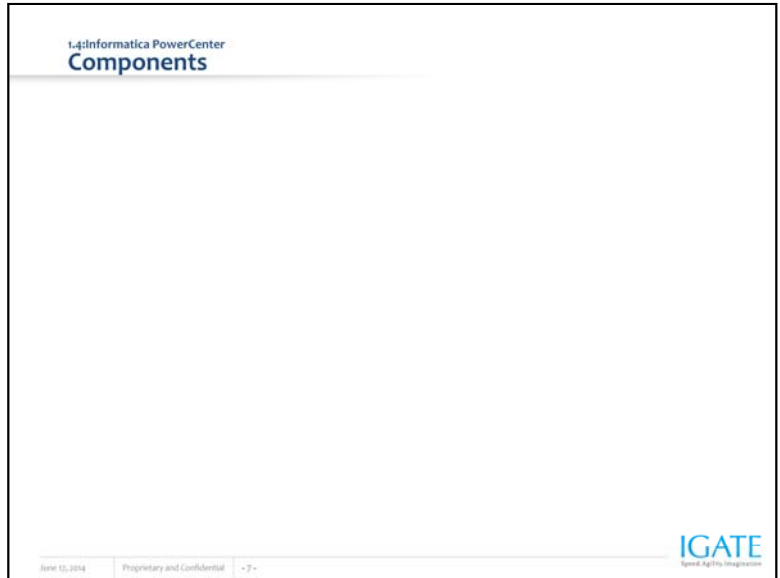 1.4:Informatica PowerCenter
Components
IGATE
Speed.Agility.Imagination
June 17, 2014
Proprietary and Confidential
- 7 -